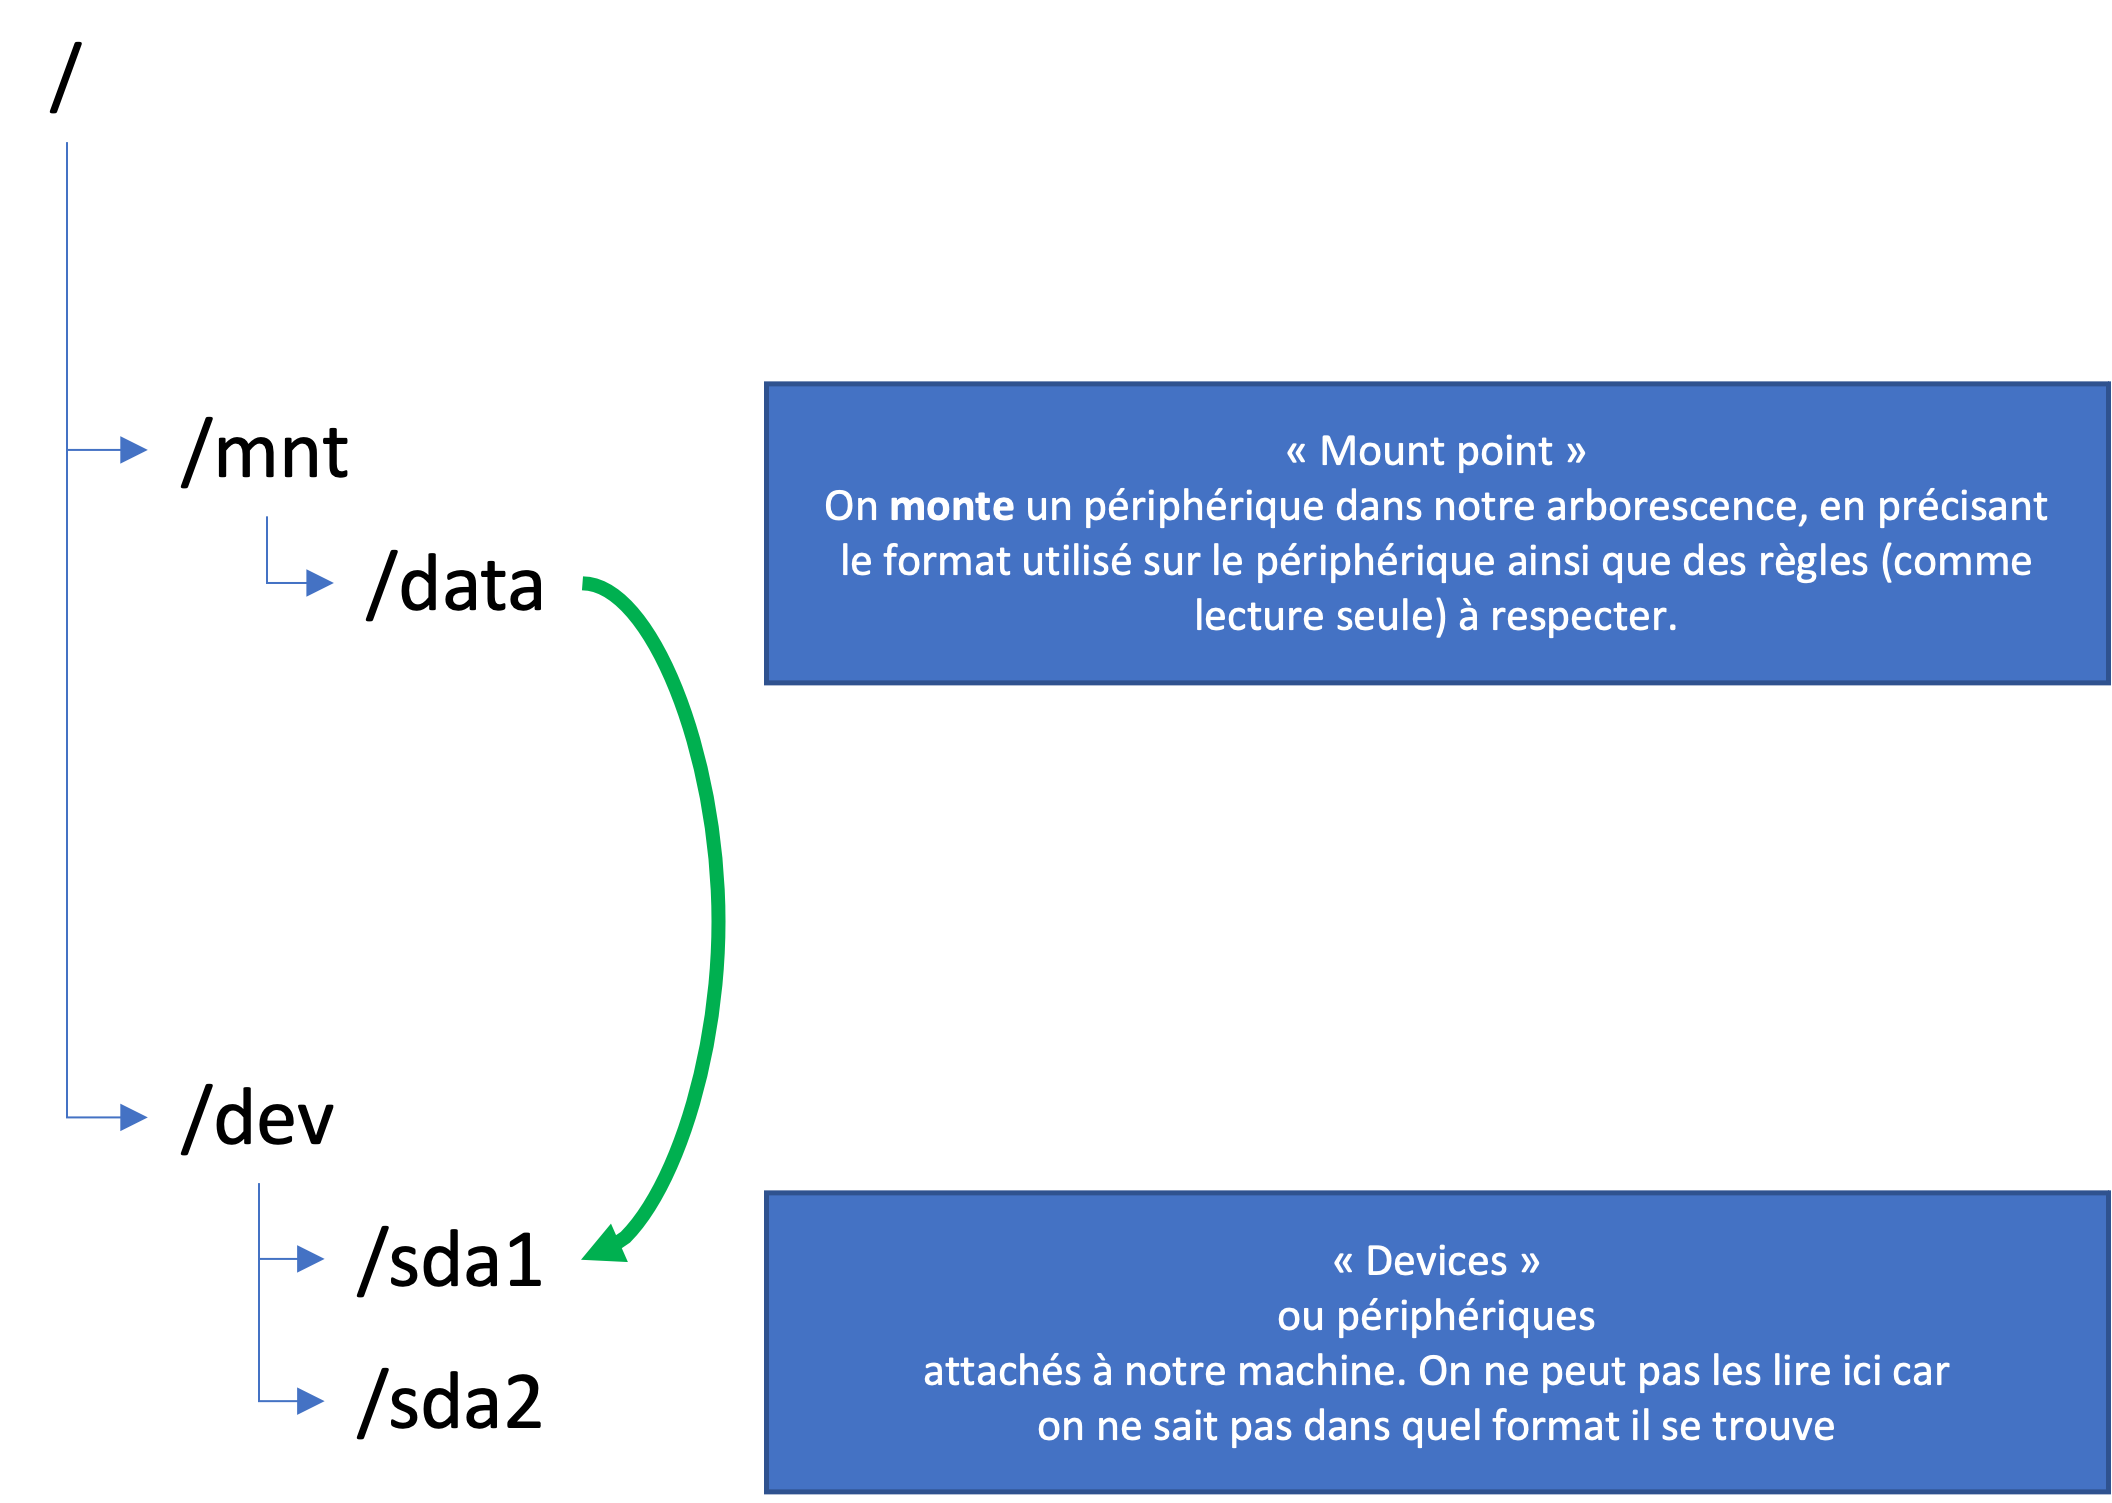 /
/mnt
/data
« Mount point »
On monte un périphérique dans notre arborescence, en précisant
le format utilisé sur le périphérique ainsi que des règles (comme
lecture seule) à respecter.
/dev
/sda1
/sda2
« Devices »
ou périphériques
attachés à notre machine. On ne peut pas les lire ici car
on ne sait pas dans quel format il se trouve